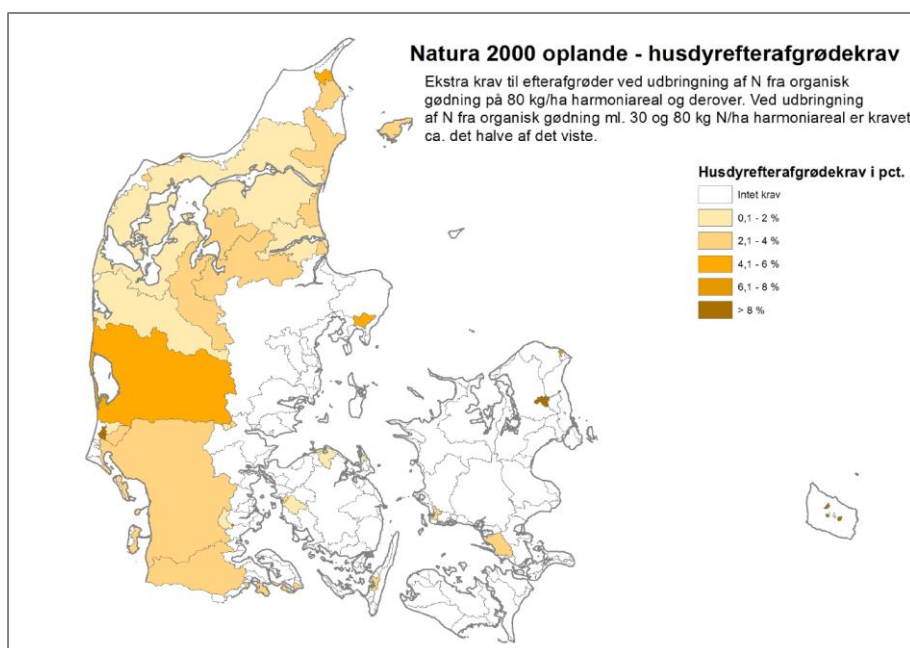 Natura 2000 oplande - husdyrefterafgrødekrav
Ekstra krav til efterafgrøder ved udbringning af N fra organisk
gødning på 80 kg/ha harmoniareal og derover. Ved udbringning
af N fra organisk gødning ml. 30 og 80 kg N/ha harmoniareal er kravet
ca. det halve af det viste.
Husdyrefterafgrødekrav i pct.
Intet krav
0,1 - 2 %
2,1 - 4 %
4,1 - 6 %
6,1 - 8 %
> 8 %